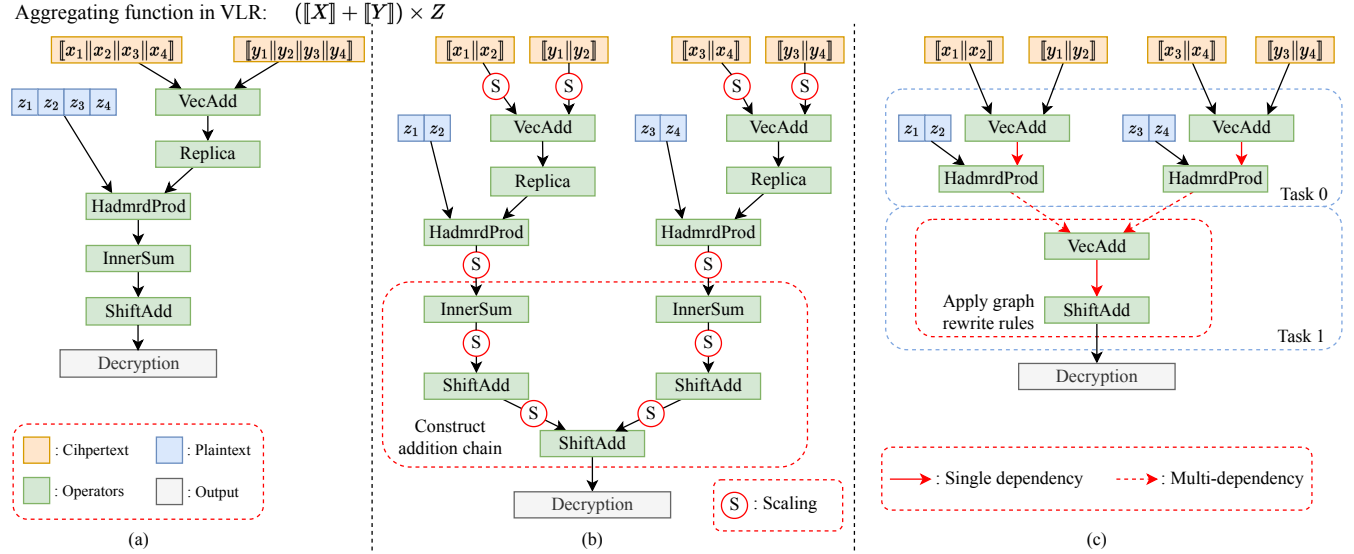 Aggregating function in VLR: (⟦X⟧ + ⟦Y⟧) × Z
⟦x₁‖x₂‖x₃‖x₄⟧ ⟦y₁‖y₂‖y₃‖y₄⟧
z₁ z₂ z₃ z₄
VecAdd
Replica
HadmrdProd
InnerSum
ShiftAdd
Decryption
: Cihpertext : Plaintext
: Operators : Output
(a)
⟦x₁‖x₂⟧ ⟦y₁‖y₂⟧ ⟦x₃‖x₄⟧ ⟦y₃‖y₄⟧
S S S S
z₁ z₂ VecAdd z₃ z₄ VecAdd
Replica Replica
HadmrdProd HadmrdProd
S S
InnerSum InnerSum
S S
ShiftAdd ShiftAdd
S S
Construct
addition chain
ShiftAdd
Decryption
S : Scaling
(b)
⟦x₁‖x₂⟧ ⟦y₁‖y₂⟧ ⟦x₃‖x₄⟧ ⟦y₃‖y₄⟧
z₁ z₂ VecAdd z₃ z₄ VecAdd
HadmrdProd HadmrdProd
Task 0
VecAdd
Apply graph
rewrite rules
ShiftAdd
Task 1
Decryption
: Single dependency : Multi-dependency
(c)